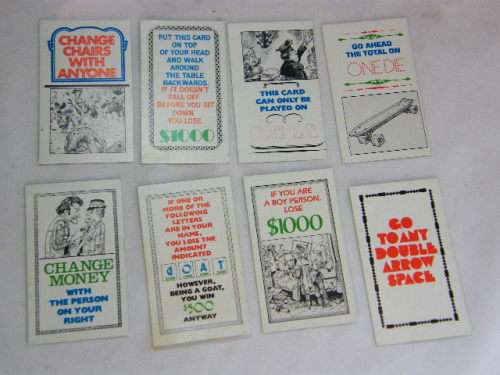 CHANGE
CHAIRS
WITH
ANYONE
PUT THIS CARD
ON TOP
OF YOUR HEAD
AND WALK
AROUND
THE TABLE
BACKWARDS.
IF IT DOESN'T
FALL OFF
BEFORE YOU SIT
DOWN,
YOU LOSE
$1000
THIS CARD
CAN ONLY BE
PLAYED ON
GO AHEAD
THE TOTAL ON
ONE DIE
CHANGE
MONEY
WITH
THE PERSON
ON YOUR
RIGHT
IF ONE OR
MORE OF THE
FOLLOWING
LETTERS
ARE IN YOUR
NAME,
YOU LOSE THE
AMOUNT
INDICATED
G O A T
HOWEVER,
BEING A GOAT,
YOU WIN
$500
ANYWAY
IF YOU ARE
A BOY PERSON,
LOSE
$1000
GO
TO ANY
DOUBLE
ARROW
SPACE